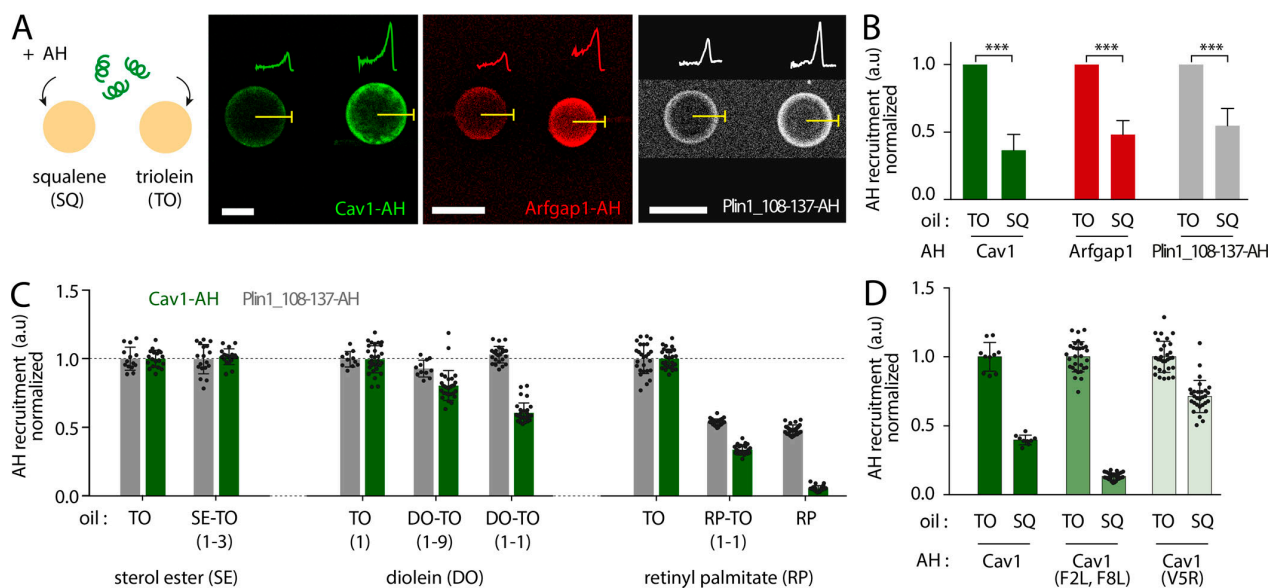 A
+ AH
squalene
(SQ)
triolein
(TO)
Cav1-AH
Arfgap1-AH
Plin1_108-137-AH
B
AH recruitment (a.u)
normalized
1.0
0.5
0.0
***
***
***
oil : TO SQ TO SQ TO SQ
AH Cav1 Arfgap1 Plin1_108-137-AH
C
AH recruitment (a.u)
normalized
1.5
1.0
0.5
0.0
Cav1-AH Plin1_108-137-AH
oil : TO SE-TO TO DO-TO DO-TO TO RP-TO RP
(1-3) (1) (1-9) (1-1) (1-1)
sterol ester (SE) diolein (DO) retinyl palmitate (RP)
D
AH recruitment (a.u)
normalized
1.5
1.0
0.5
0.0
oil : TO SQ TO SQ TO SQ
AH : Cav1 Cav1 Cav1
(F2L, F8L) (V5R)